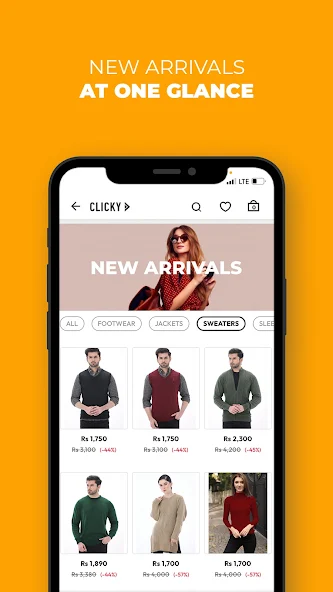 NEW ARRIVALS
AT ONE GLANCE
LTE
CLICKY
0
NEW ARRIVALS
ALL FOOTWEAR JACKETS SWEATERS SLEE
Rs 1,750 Rs 1,750 Rs 2,300
Rs 3,100 (-44%) Rs 3,100 (-44%) Rs 4,200 (-45%)
Rs 1,890 Rs 1,700 Rs 1,700
Rs 3,380 (-44%) Rs 4,000 (-57%) Rs 4,000 (-57%)